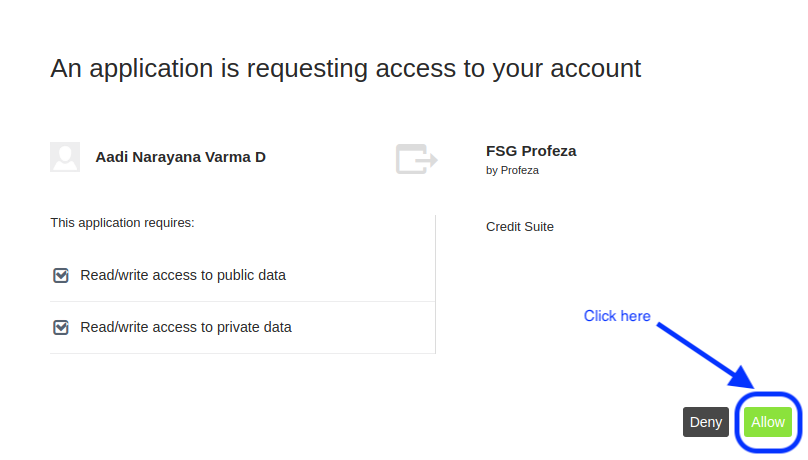 An application is requesting access to your account
Aadi Narayana Varma D
FSG Profeza
by Profeza
This application requires:
Credit Suite
Read/write access to public data
Read/write access to private data
Click here
Deny
Allow